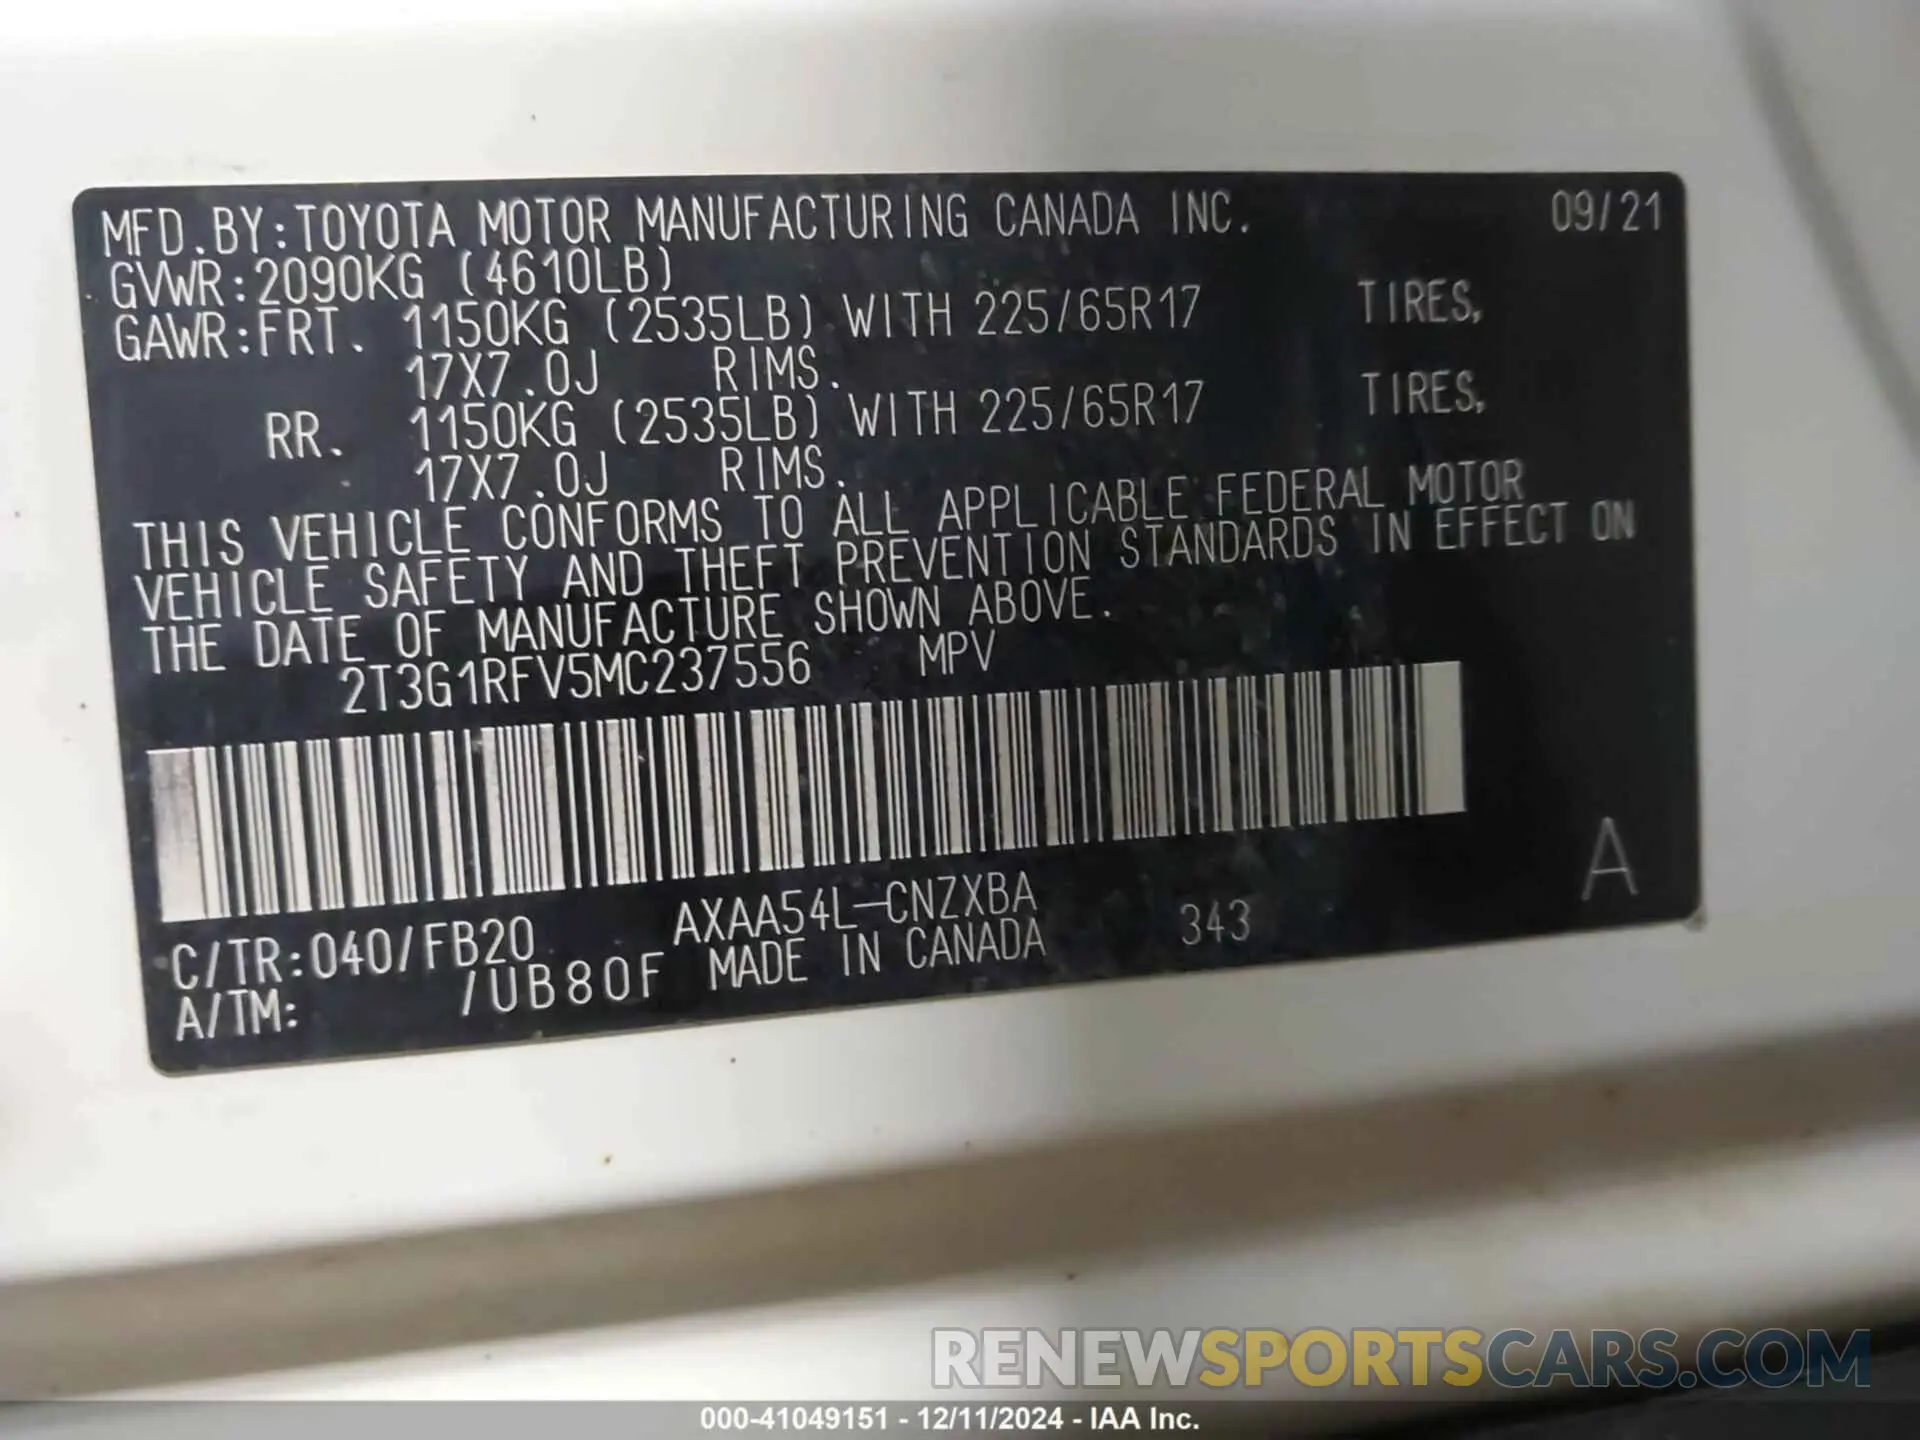 MFD.BY:TOYOTA MOTOR MANUFACTURING CANADA INC. 09/21
GVWR:2090KG (4610LB)
GAWR:FRT. 1150KG (2535LB) WITH 225/65R17 TIRES,
17X7.0J RIMS.
RR. 1150KG (2535LB) WITH 225/65R17 TIRES,
17X7.0J RIMS.
THIS VEHICLE CONFORMS TO ALL APPLICABLE FEDERAL MOTOR
VEHICLE SAFETY AND THEFT PREVENTION STANDARDS IN EFFECT ON
THE DATE OF MANUFACTURE SHOWN ABOVE.
2T3G1RFV5MC237556 MPV
A
C/TR:040/FB20 AXAA54L-CNZXBA 343
A/TM: /UB80F MADE IN CANADA
RENEWSPORTSCARS.COM
000-41049151 - 12/11/2024 - IAA Inc.